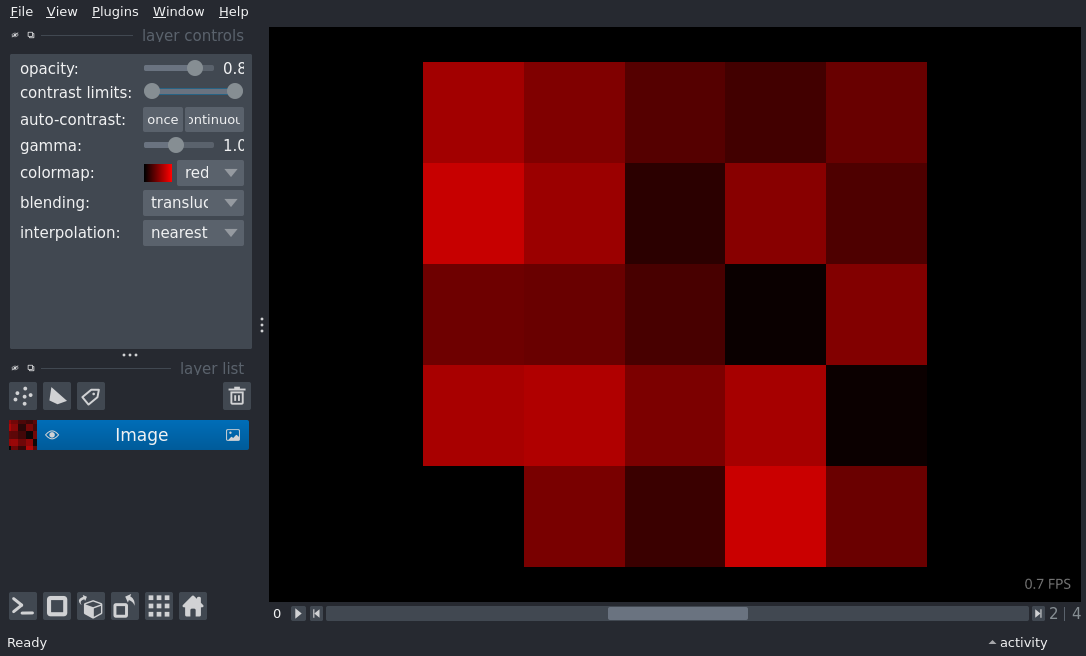 File View Plugins Window Help
layer controls
opacity: 0.8
contrast limits:
auto-contrast: once ontinuou
gamma: 1.0
colormap: red
blending: transluc
interpolation: nearest
layer list
Image
0.7 FPS
0 2 | 4
Ready activity